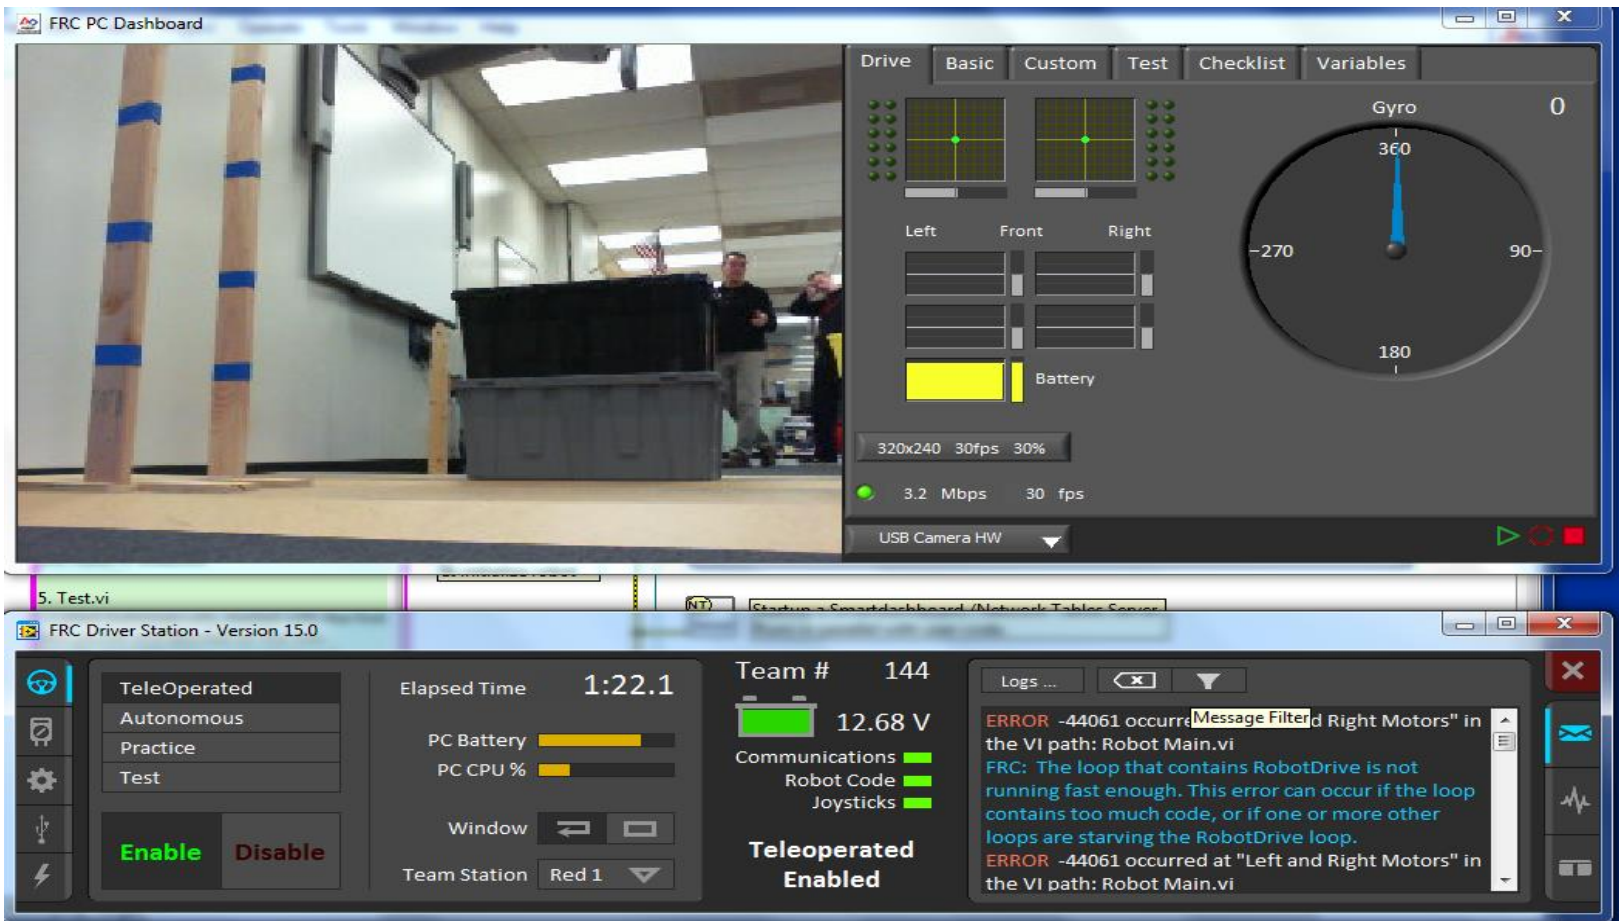 FRC PC Dashboard
Drive Basic Custom Test Checklist Variables
Gyro 0
360
-270
90-
180
Left Front Right
Battery
320x240 30fps 30%
3.2 Mbps 30 fps
USB Camera HW
5. Test.vi
NT
Startup a Smartdashboard /Network Tables Server
FRC Driver Station - Version 15.0
TeleOperated
Autonomous
Practice
Test
Enable Disable
Elapsed Time 1:22.1
PC Battery
PC CPU %
Window
Team Station Red 1
Team # 144
12.68 V
Communications
Robot Code
Joysticks
Teleoperated
Enabled
Logs ...
Message Filter
ERROR -44061 occurre d Right Motors" in
the VI path: Robot Main.vi
FRC: The loop that contains RobotDrive is not
running fast enough. This error can occur if the loop
contains too much code, or if one or more other
loops are starving the RobotDrive loop.
ERROR -44061 occurred at "Left and Right Motors" in
the VI path: Robot Main.vi